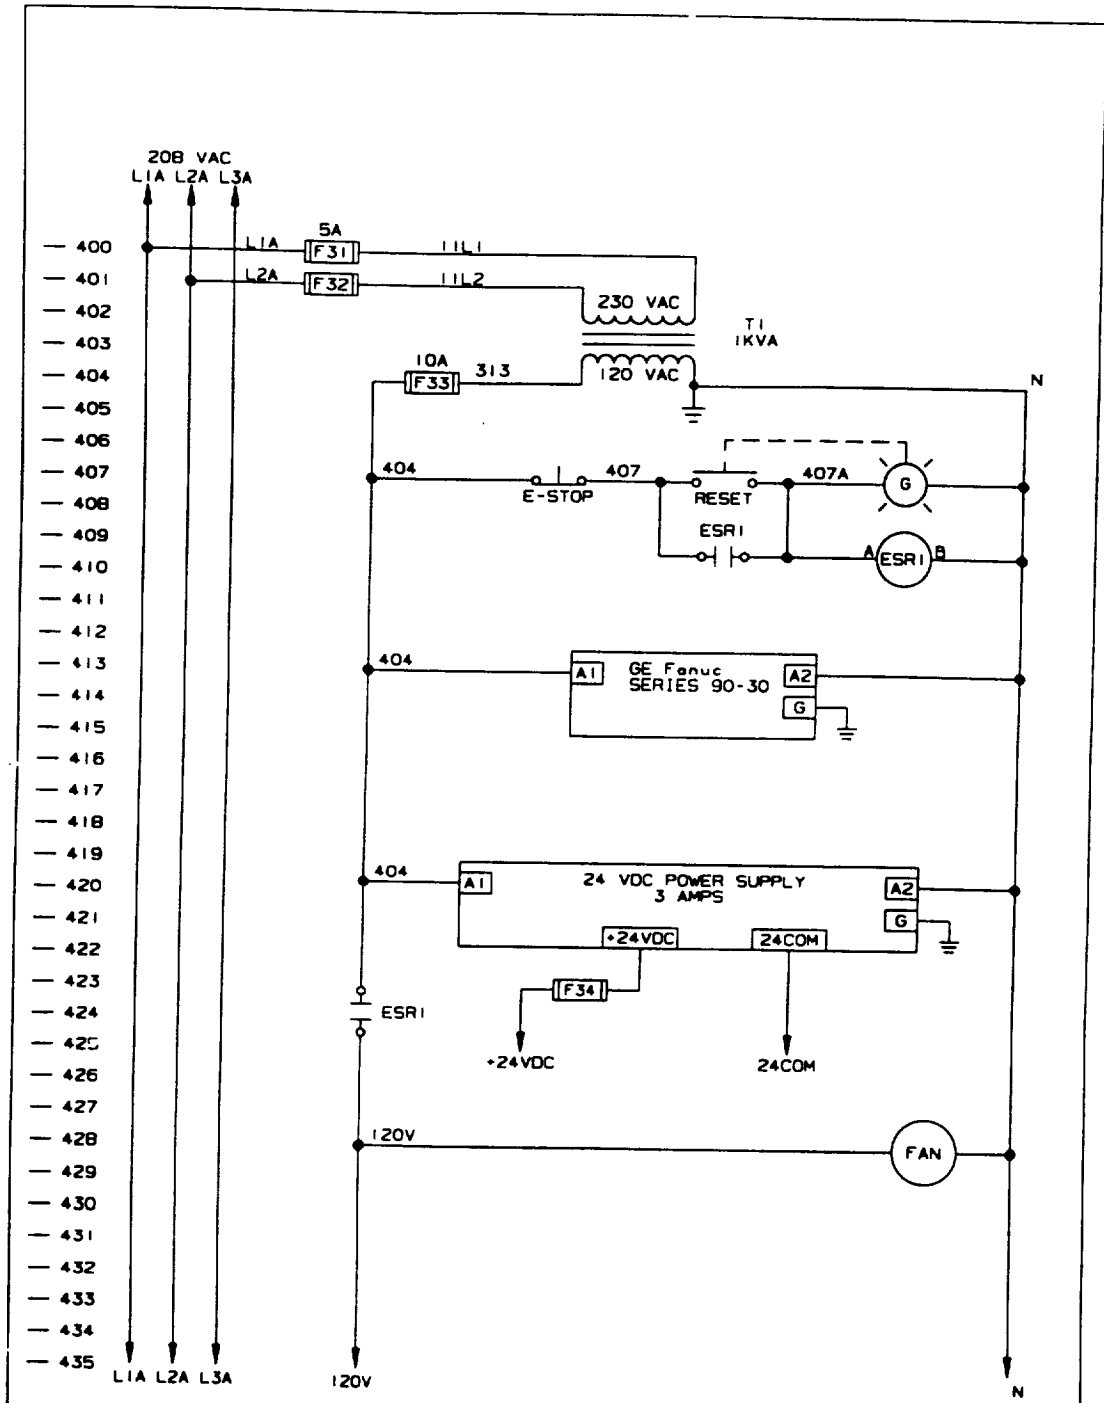 208 VAC
L1A L2A L3A
— 400
L1A
5A
F31
11L1
— 401
L2A
F32
11L2
— 402
230 VAC
T1
1KVA
— 403
— 404
10A
F33
313
120 VAC
N
— 405
— 406
— 407
404
E-STOP
407
RESET
407A
G
— 408
— 409
ESR1
— 410
A
ESR1
B
— 411
— 412
— 413
404
A1
GE Fanuc
SERIES 90-30
A2
— 414
G
— 415
— 416
— 417
— 418
— 419
— 420
404
A1
24 VDC POWER SUPPLY
3 AMPS
A2
— 421
G
— 422
+24VDC
24COM
— 423
F34
— 424
ESR1
— 425
+24VDC
24COM
— 426
— 427
— 428
120V
FAN
— 429
— 430
— 431
— 432
— 433
— 434
— 435
L1A L2A L3A
120V
N